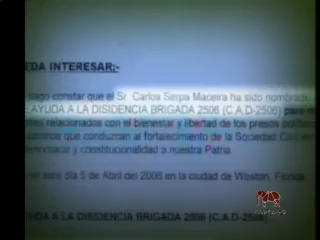 EDA INTERESAR:-
hago constar que el Sr. Carlos Serpa Maceira ha sido nombrado
AYUDA A LA DISIDENCIA BRIGADA 2506 (C.A.D-2506) para
relacionados con el bienestar y libertad de los presos
que conduzcan al fortalecimiento de la Sociedad Civil
y constitucionalidad a nuestra Patria.
este día 5 de Abril del 2006 en la ciudad de Weston, Florida
UDA A LA DISIDENCIA BRIGADA 2506 (C.A.D-2506)